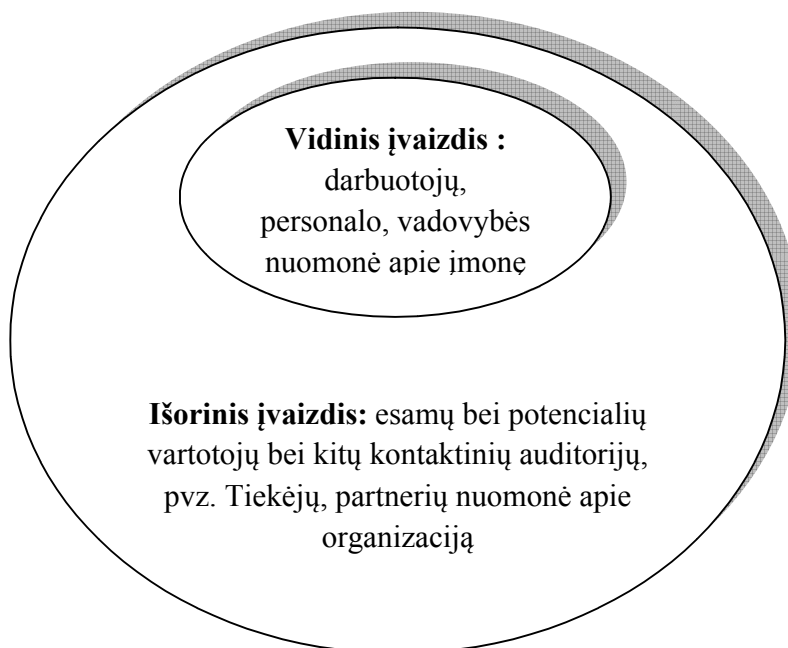 Vidinis įvaizdis :
darbuotojų,
personalo, vadovybės
nuomonė apie įmonę
Išorinis įvaizdis: esamų bei potencialių
vartotojų bei kitų kontaktinių auditorijų,
pvz. Tiekėjų, partnerių nuomonė apie
organizaciją